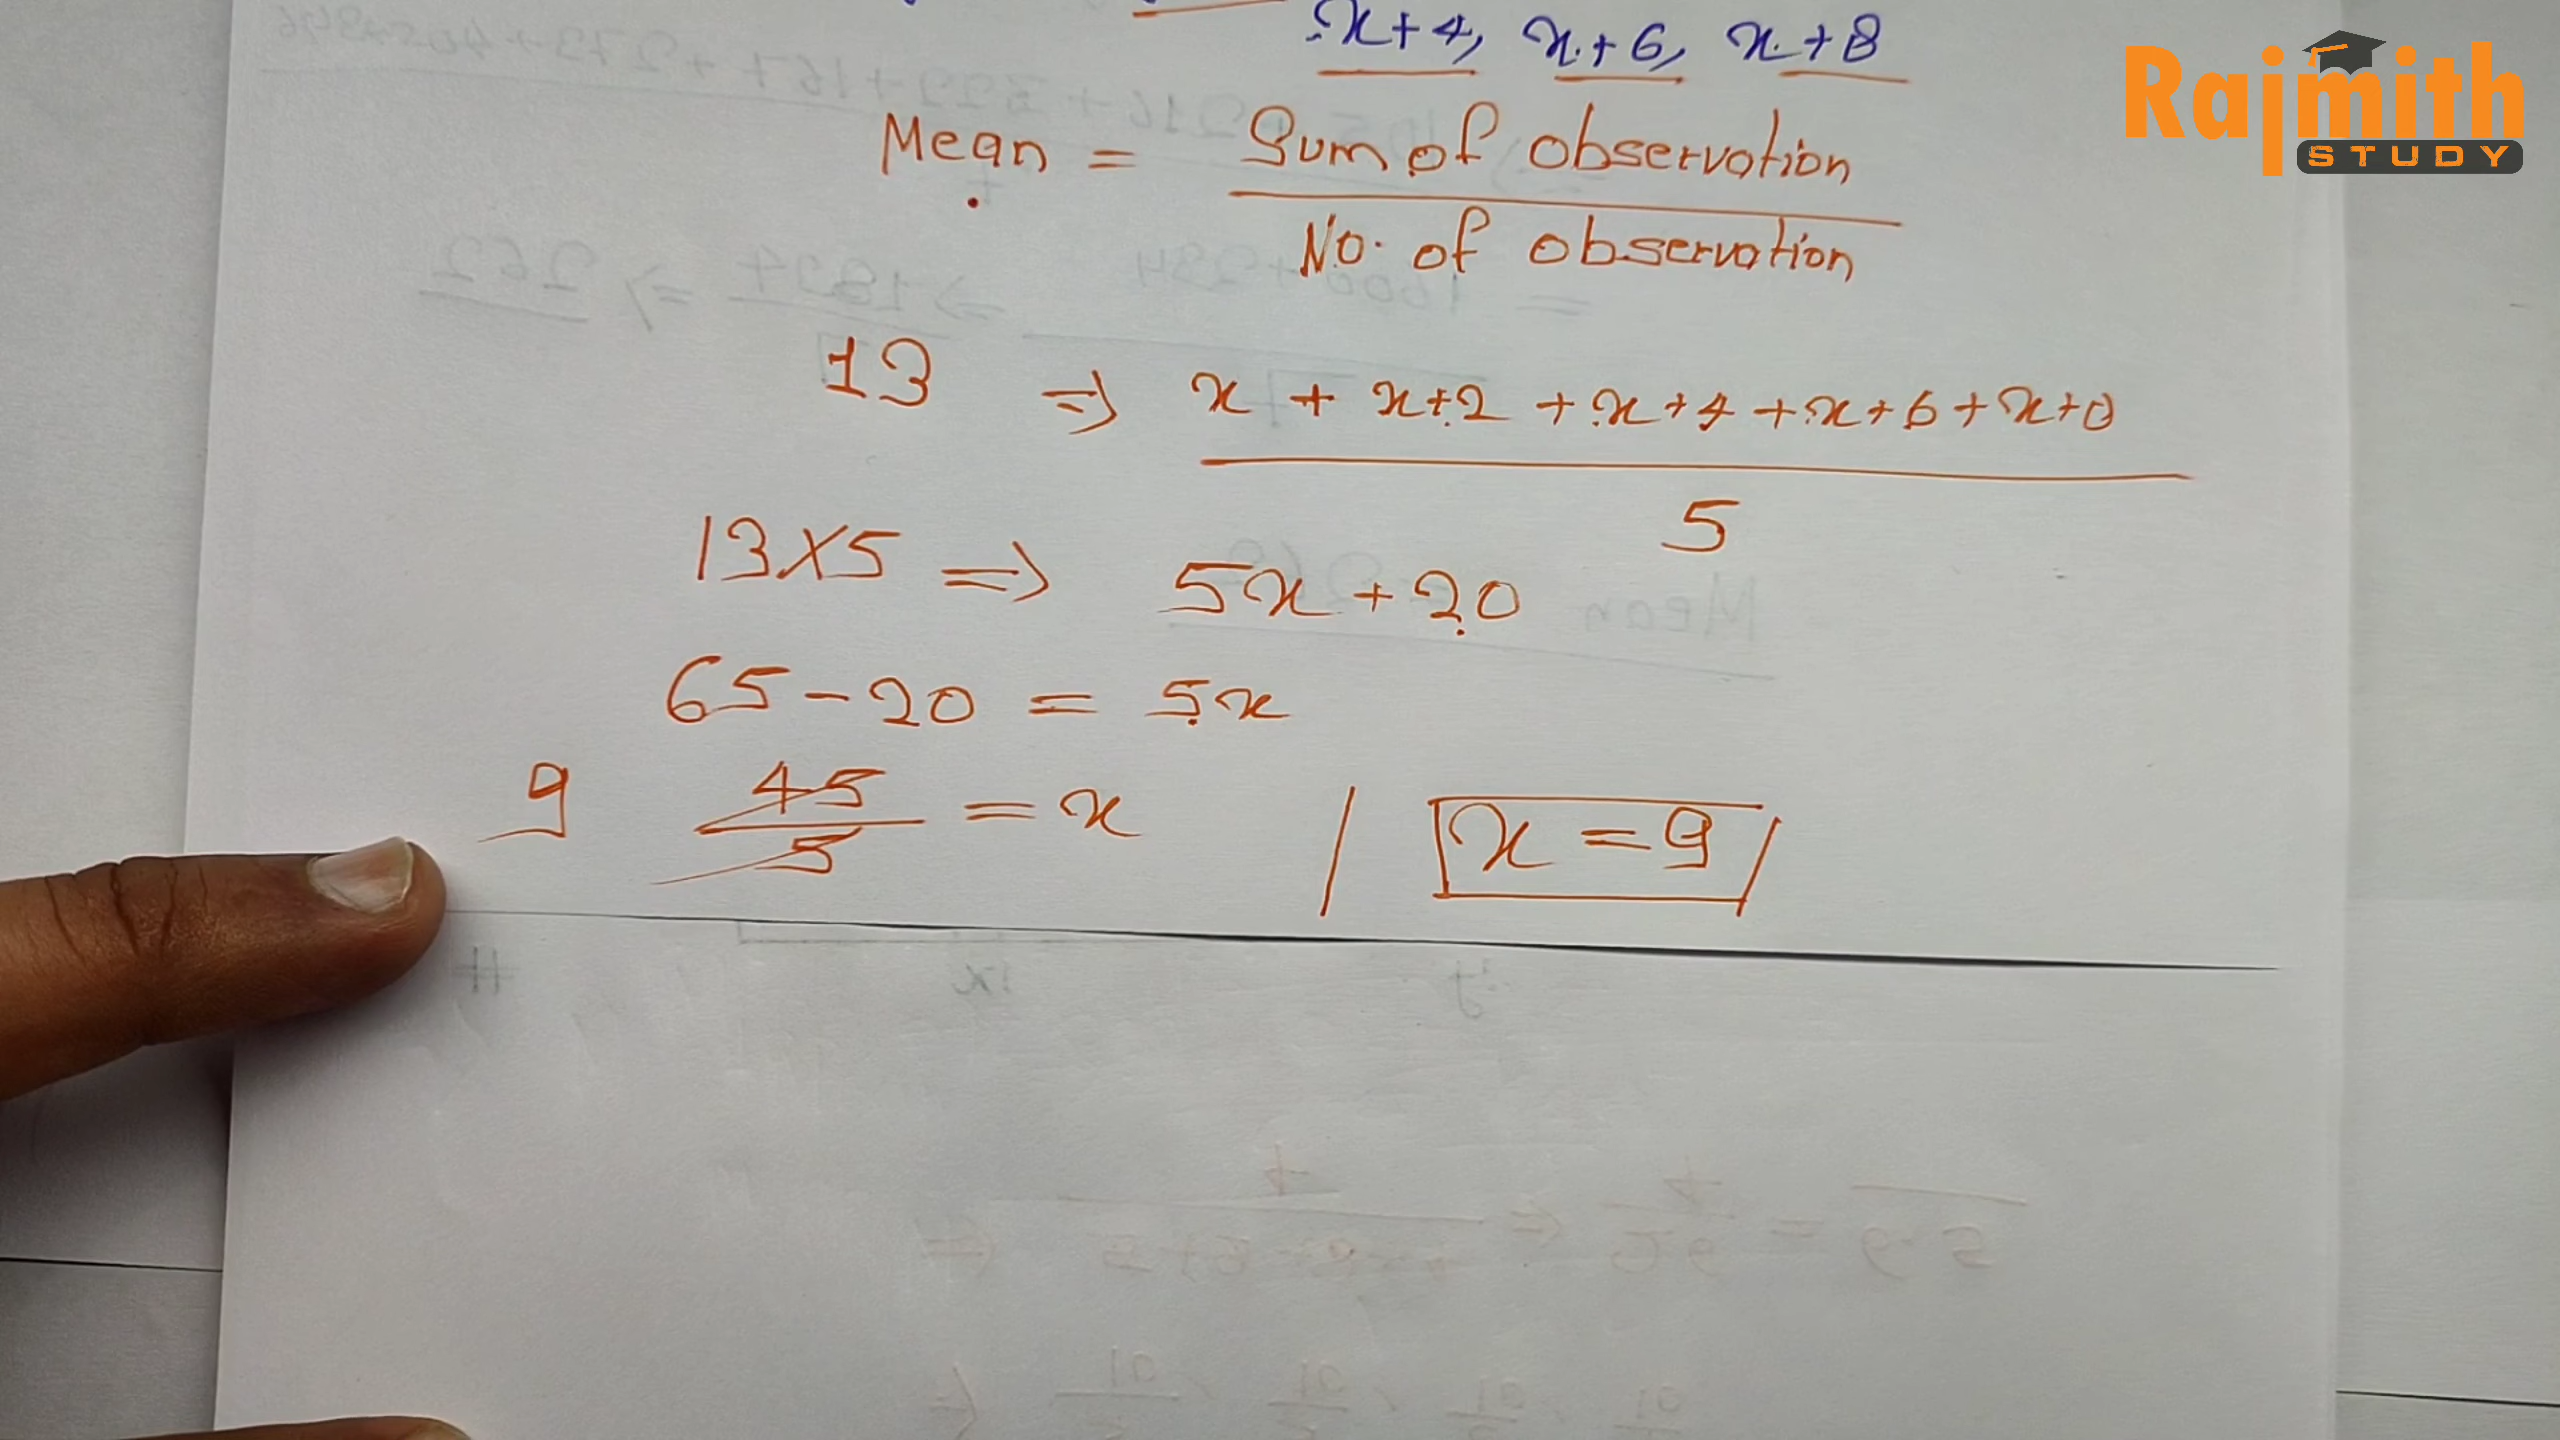 x+4, x+6, x+8
Rajmith
STUDY
Mean = Sum of observation
No. of observation
13 => x + x+2 + x+4 + x+6 + x+0
5
13×5 => 5x+20
65-20 = 5x
9 45 = x | x = 9
5